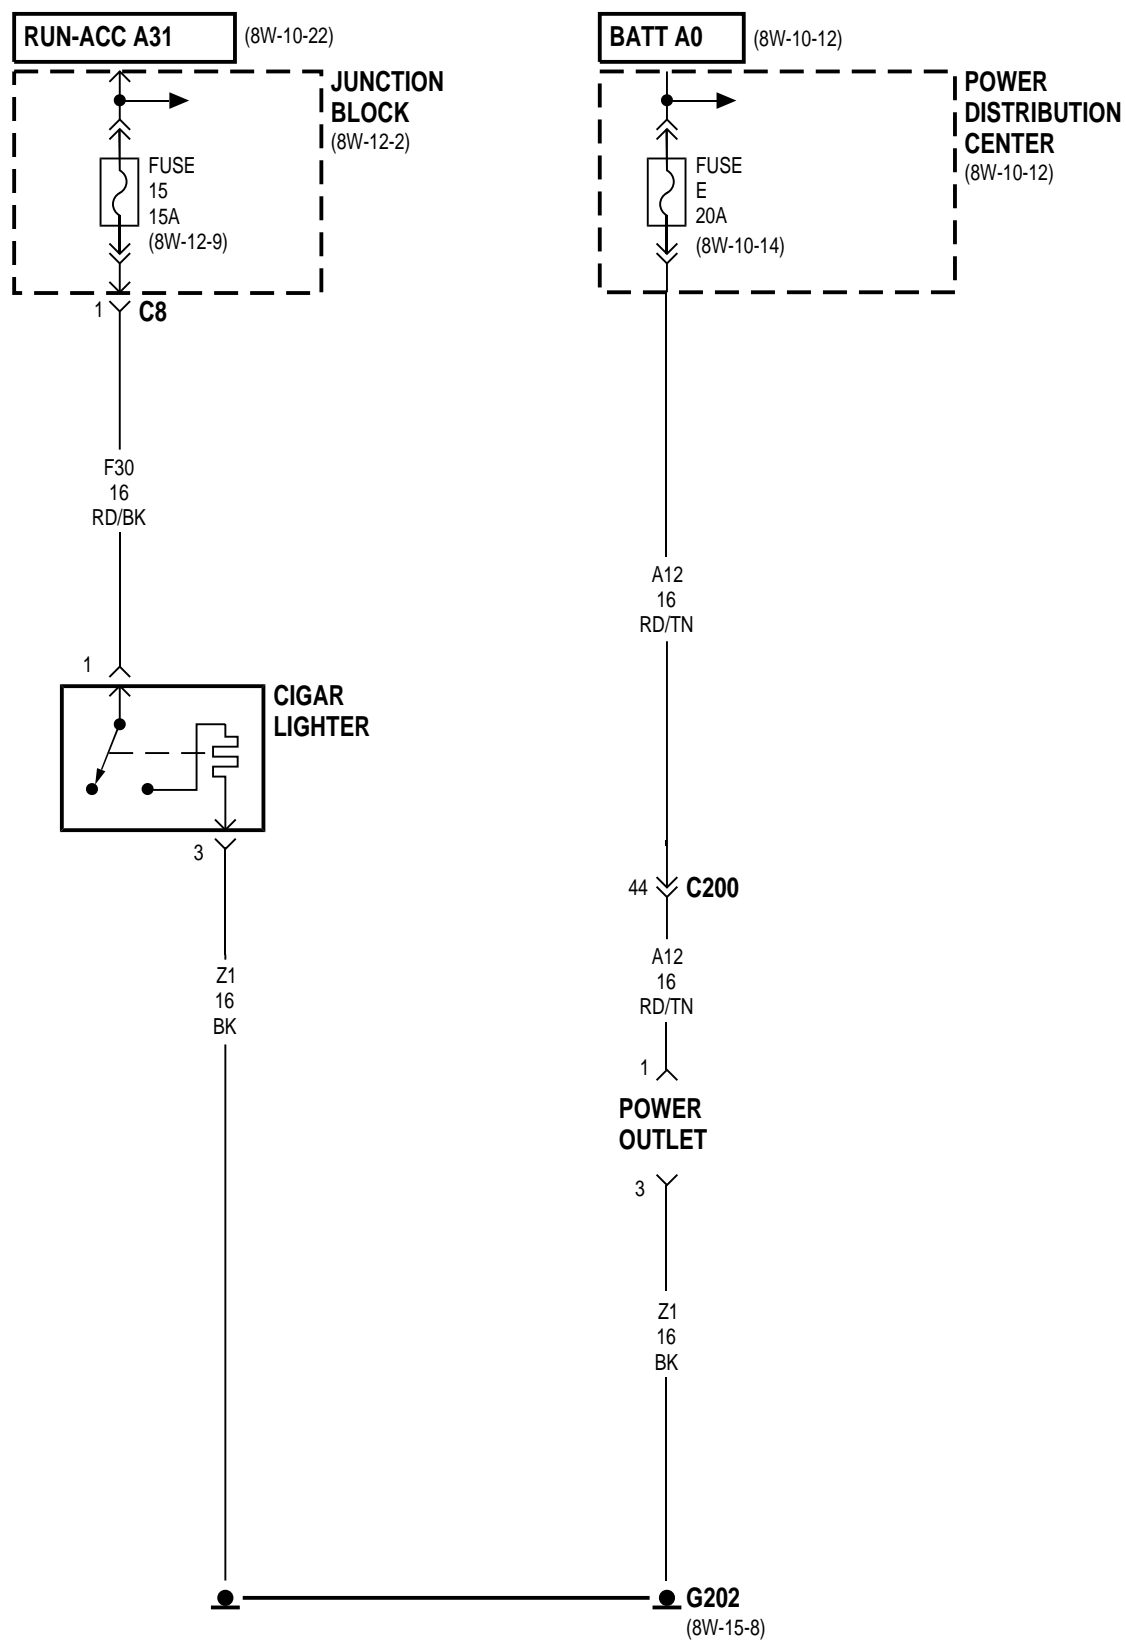 RUN-ACC A31
(8W-10-22)
JUNCTION
BLOCK
(8W-12-2)
FUSE
15
15A
(8W-12-9)
1
C8
F30
16
RD/BK
1
CIGAR
LIGHTER
3
Z1
16
BK
BATT A0
(8W-10-12)
POWER
DISTRIBUTION
CENTER
(8W-10-12)
FUSE
E
20A
(8W-10-14)
A12
16
RD/TN
44
C200
A12
16
RD/TN
1
POWER
OUTLET
3
Z1
16
BK
G202
(8W-15-8)